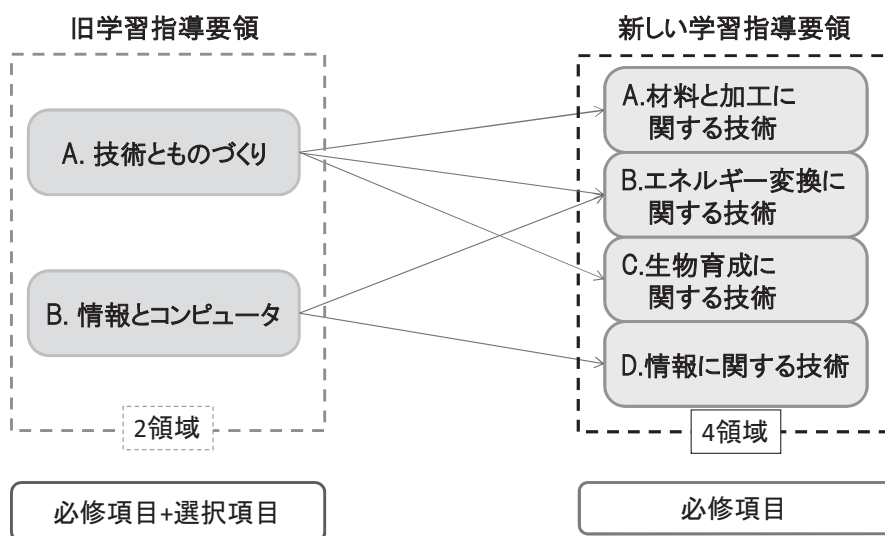 旧学習指導要領
A. 技術とものづくり
B. 情報とコンピュータ
2領域
必修項目+選択項目
新しい学習指導要領
A.材料と加工に
関する技術
B.エネルギー変換に
関する技術
C.生物育成に
関する技術
D.情報に関する技術
4領域
必修項目